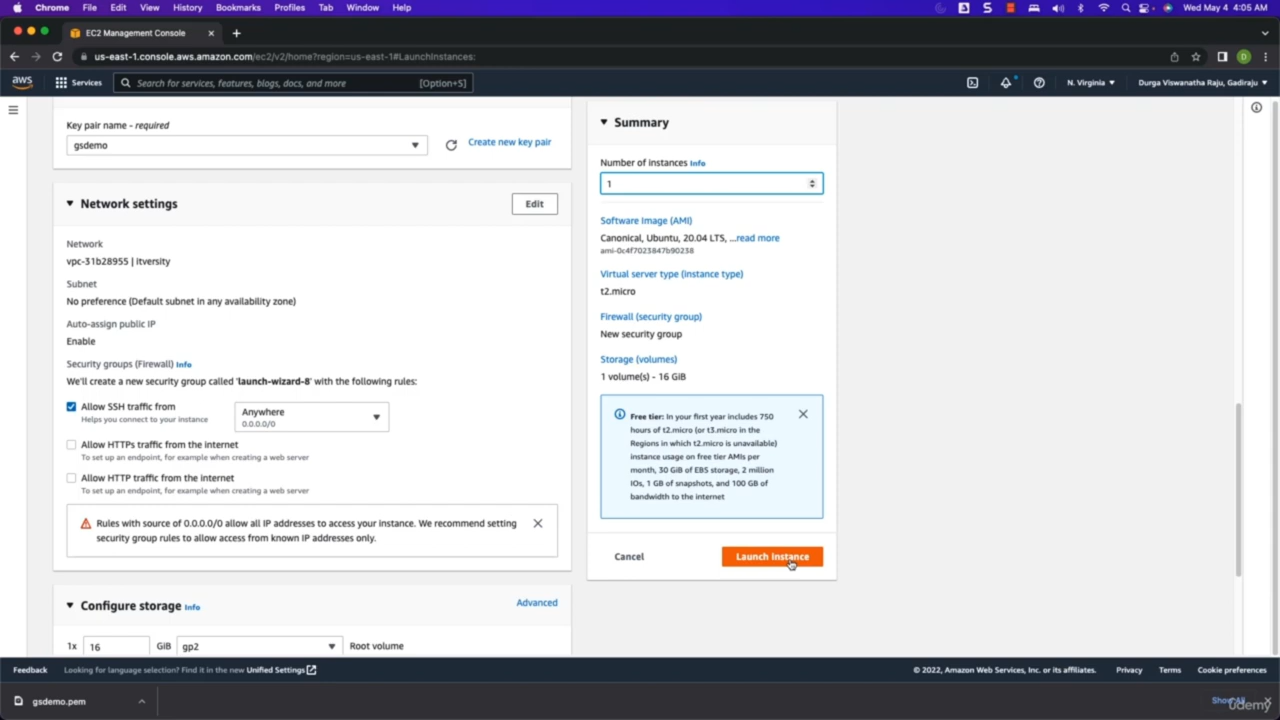 Chrome File Edit View History Bookmarks Profiles Tab Window Help Wed May 4 4:05 AM
EC2 Management Console
us-east-1.console.aws.amazon.com/ec2/v2/home?region=us-east-1#LaunchInstances:
D
aws Services Search for services, features, blogs, docs, and more [Option+S] N. Virginia Durga Viswanatha Raju, Gadiraju
Key pair name - required
gsdemo
Create new key pair
Network settings
Edit
Network
vpc-31b28955 | itversity
Subnet
No preference (Default subnet in any availability zone)
Auto-assign public IP
Enable
Security groups (Firewall) Info
We'll create a new security group called 'launch-wizard-8' with the following rules:
Allow SSH traffic from
Helps you connect to your instance
Anywhere
0.0.0.0/0
Allow HTTPs traffic from the internet
To set up an endpoint, for example when creating a web server
Allow HTTP traffic from the internet
To set up an endpoint, for example when creating a web server
Rules with source of 0.0.0.0/0 allow all IP addresses to access your instance. We recommend setting
security group rules to allow access from known IP addresses only.
Configure storage Info
Advanced
1x 16 GiB gp2 Root volume
Summary
Number of instances Info
1
Software Image (AMI)
Canonical, Ubuntu, 20.04 LTS, ...read more
ami-0c4f7023847b90238
Virtual server type (instance type)
t2.micro
Firewall (security group)
New security group
Storage (volumes)
1 volume(s) - 16 GiB
Free tier: In your first year includes 750
hours of t2.micro (or t3.micro in the
Regions in which t2.micro is unavailable)
instance usage on free tier AMIs per
month, 30 GiB of EBS storage, 2 million
IOs, 1 GB of snapshots, and 100 GB of
bandwidth to the internet
Cancel
Launch instance
Feedback Looking for language selection? Find it in the new Unified Settings © 2022, Amazon Web Services, Inc. or its affiliates. Privacy Terms Cookie preferences
gsdemo.pem
Show All
udemy